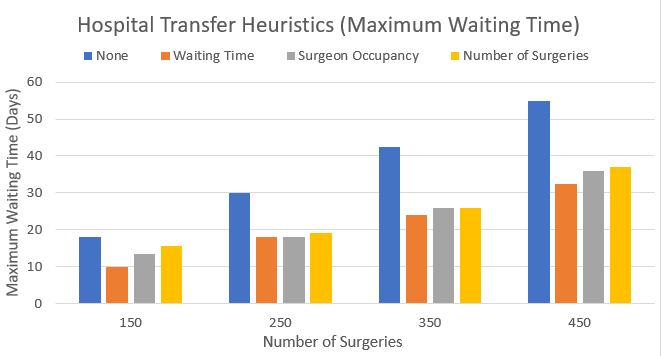 Hospital Transfer Heuristics (Maximum Waiting Time)
None Waiting Time Surgeon Occupancy Number of Surgeries
Maximum Waiting Time (Days)
60
50
40
30
20
10
0
150 250 350 450
Number of Surgeries